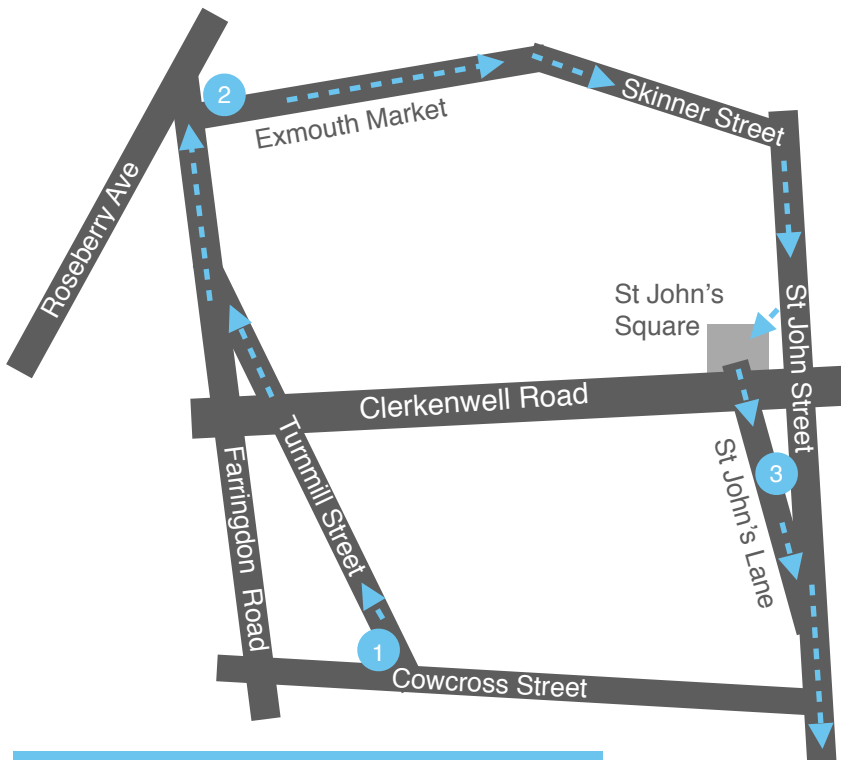 2
Exmouth Market
Skinner Street
Roseberry Ave
St John's
Square
St John Street
Clerkenwell Road
Turnmill Street
Farringdon Road
St John's Lane
3
1
Cowcross Street